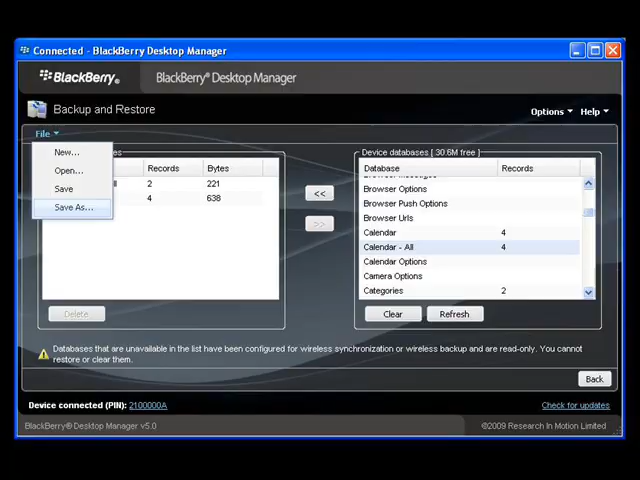 Connected - BlackBerry Desktop Manager
BlackBerry® BlackBerry® Desktop Manager
Backup and Restore Options Help
File
New...
Open...
Save
Save As...
Records Bytes
2 221
4 638
Delete
Device databases [ 30.6M free ]
Database Records
Browser Options
Browser Push Options
Browser Urls
Calendar 4
Calendar - All 4
Calendar Options
Camera Options
Categories 2
<< >>
Clear Refresh
Databases that are unavailable in the list have been configured for wireless synchronization or wireless backup and are read-only. You cannot
restore or clear them.
Back
Device connected (PIN): 2100000A Check for updates
BlackBerry® Desktop Manager v5.0 ©2009 Research In Motion Limited